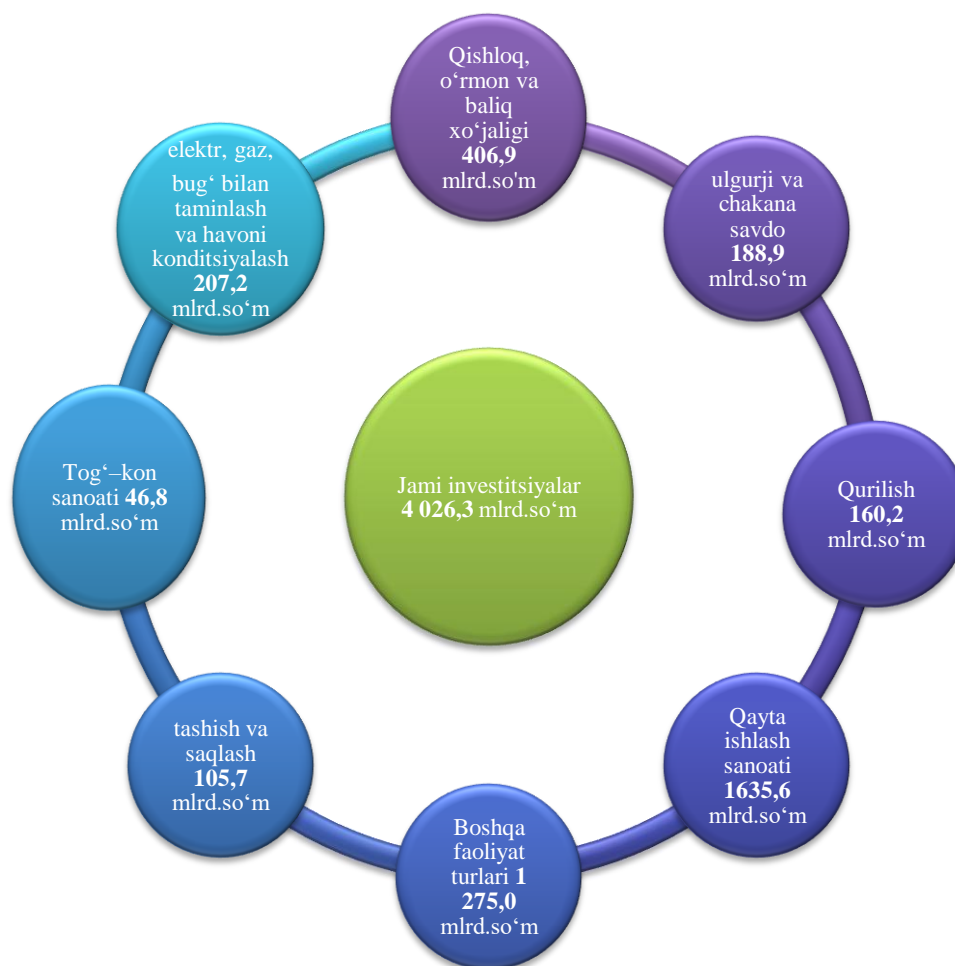 Qishloq,
o‘rmon va
baliq
xo‘jaligi
406,9
mlrd.so'm
ulgurji va
chakana
savdo
188,9
mlrd.so‘m
Qurilish
160,2
mlrd.so‘m
Qayta
ishlash
sanoati
1635,6
mlrd.so‘m
Boshqa
faoliyat
turlari 1
275,0
mlrd.so‘m
tashish va
saqlash
105,7
mlrd.so‘m
Tog‘–kon
sanoati 46,8
mlrd.so‘m
elektr, gaz,
bug‘ bilan
taminlash
va havoni
konditsiyalash
207,2
mlrd.so‘m
Jami investitsiyalar
4 026,3 mlrd.so‘m